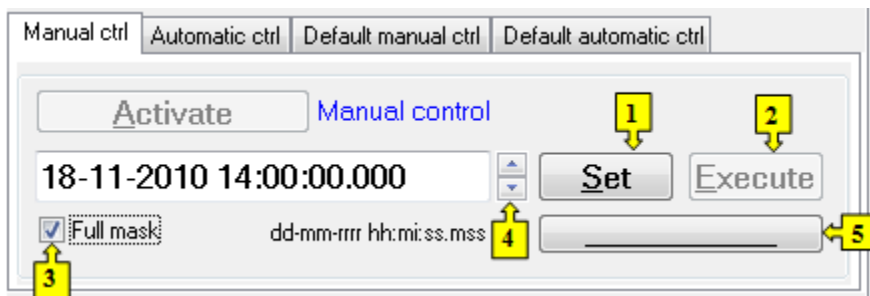 Manual ctrl Automatic ctrl Default manual ctrl Default automatic ctrl
Activate Manual control 1 2
18-11-2010 14:00:00.000 Set Execute
Full mask dd-mm-rrrr hh:mi:ss.mss 4 5
3